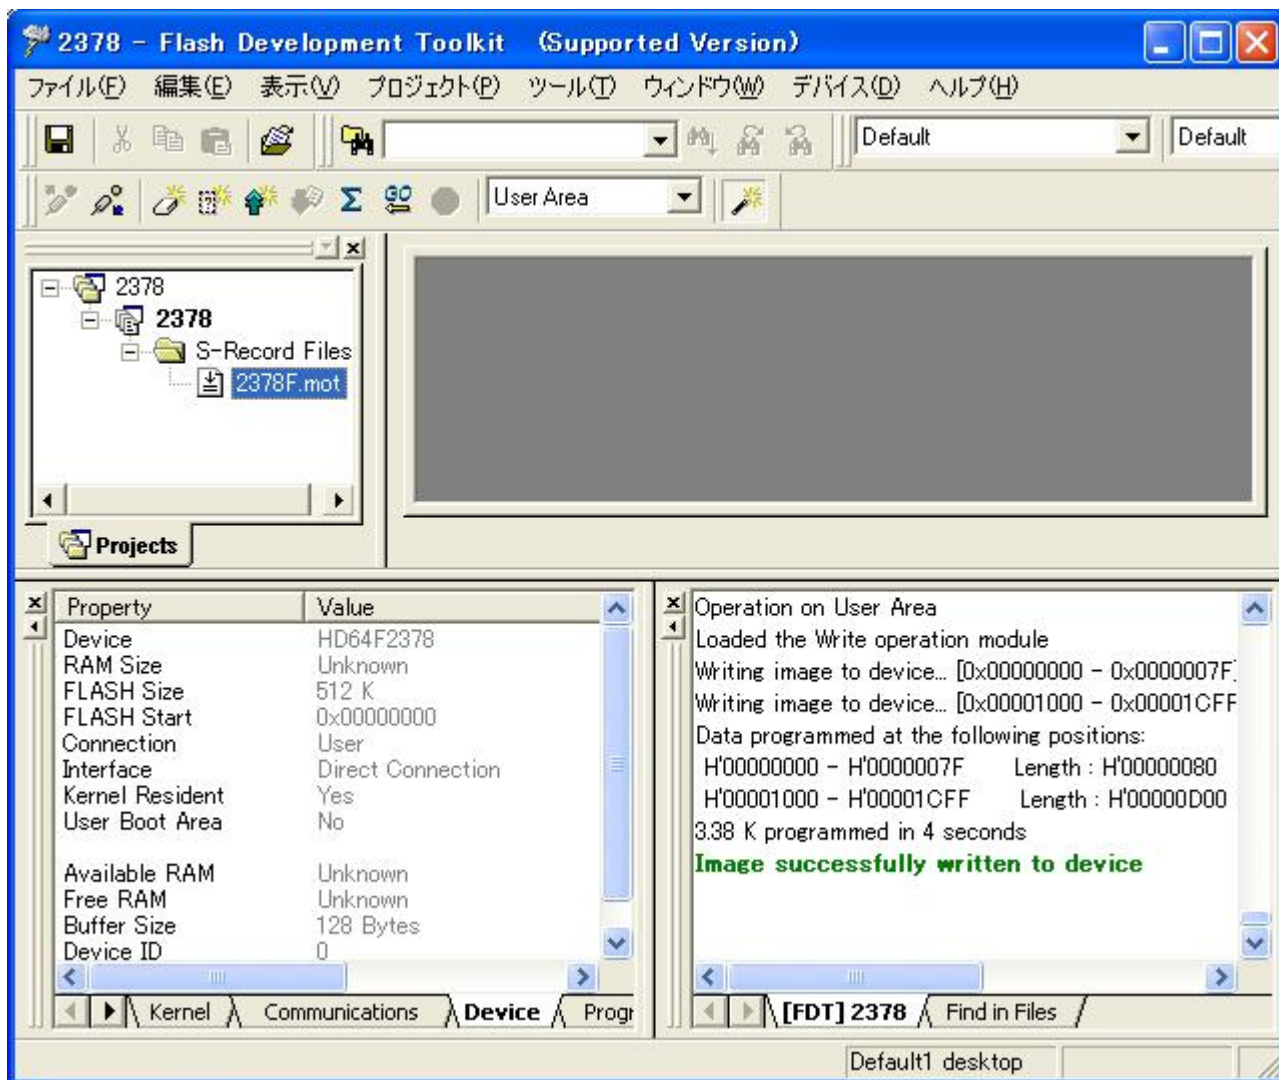 2378 - Flash Development Toolkit (Supported Version)
ファイル(F) 編集(E) 表示(V) プロジェクト(P) ツール(T) ウィンドウ(W) デバイス(D) ヘルプ(H)
Default Default
GO User Area
2378
2378
S-Record Files
2378F.mot
Projects
Property Value
Device HD64F2378
RAM Size Unknown
FLASH Size 512 K
FLASH Start 0x00000000
Connection User
Interface Direct Connection
Kernel Resident Yes
User Boot Area No
Available RAM Unknown
Free RAM Unknown
Buffer Size 128 Bytes
Device ID 0
Kernel Communications Device Progr
Operation on User Area
Loaded the Write operation module
Writing image to device... [0x00000000 - 0x0000007F]
Writing image to device... [0x00001000 - 0x00001CFF
Data programmed at the following positions:
H'00000000 - H'0000007F Length : H'00000080
H'00001000 - H'00001CFF Length : H'00000D00
3.38 K programmed in 4 seconds
Image successfully written to device
[FDT] 2378 Find in Files
Default1 desktop